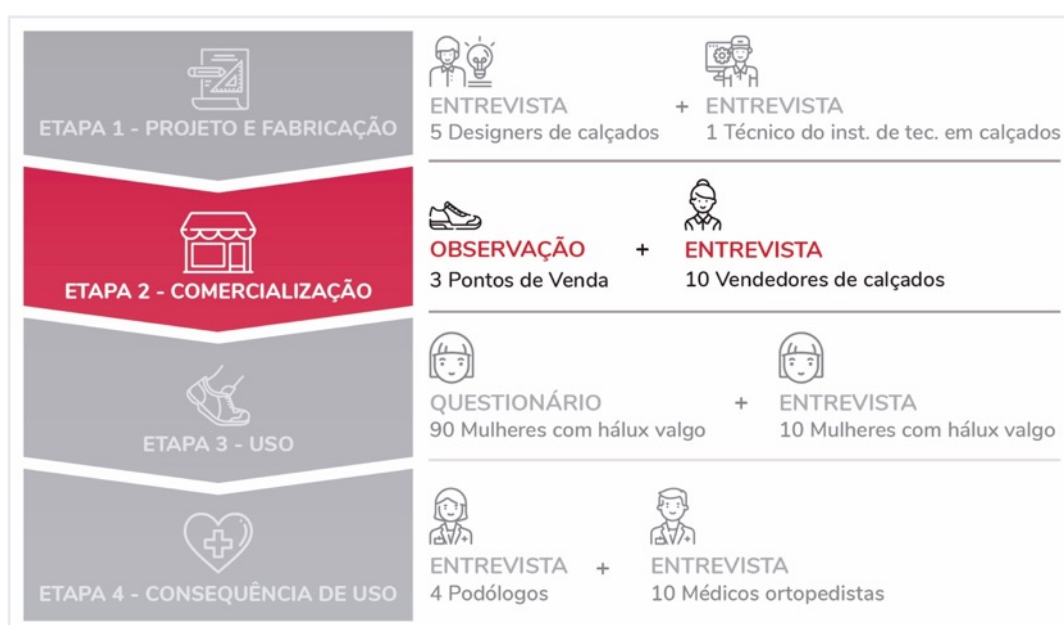 ETAPA 1 - PROJETO E FABRICAÇÃO
ENTREVISTA + ENTREVISTA
5 Designers de calçados 1 Técnico do inst. de tec. em calçados
ETAPA 2 - COMERCIALIZAÇÃO
OBSERVAÇÃO + ENTREVISTA
3 Pontos de Venda 10 Vendedores de calçados
ETAPA 3 - USO
QUESTIONÁRIO + ENTREVISTA
90 Mulheres com hálux valgo 10 Mulheres com hálux valgo
ETAPA 4 - CONSEQUÊNCIA DE USO
ENTREVISTA + ENTREVISTA
4 Podólogos 10 Médicos ortopedistas